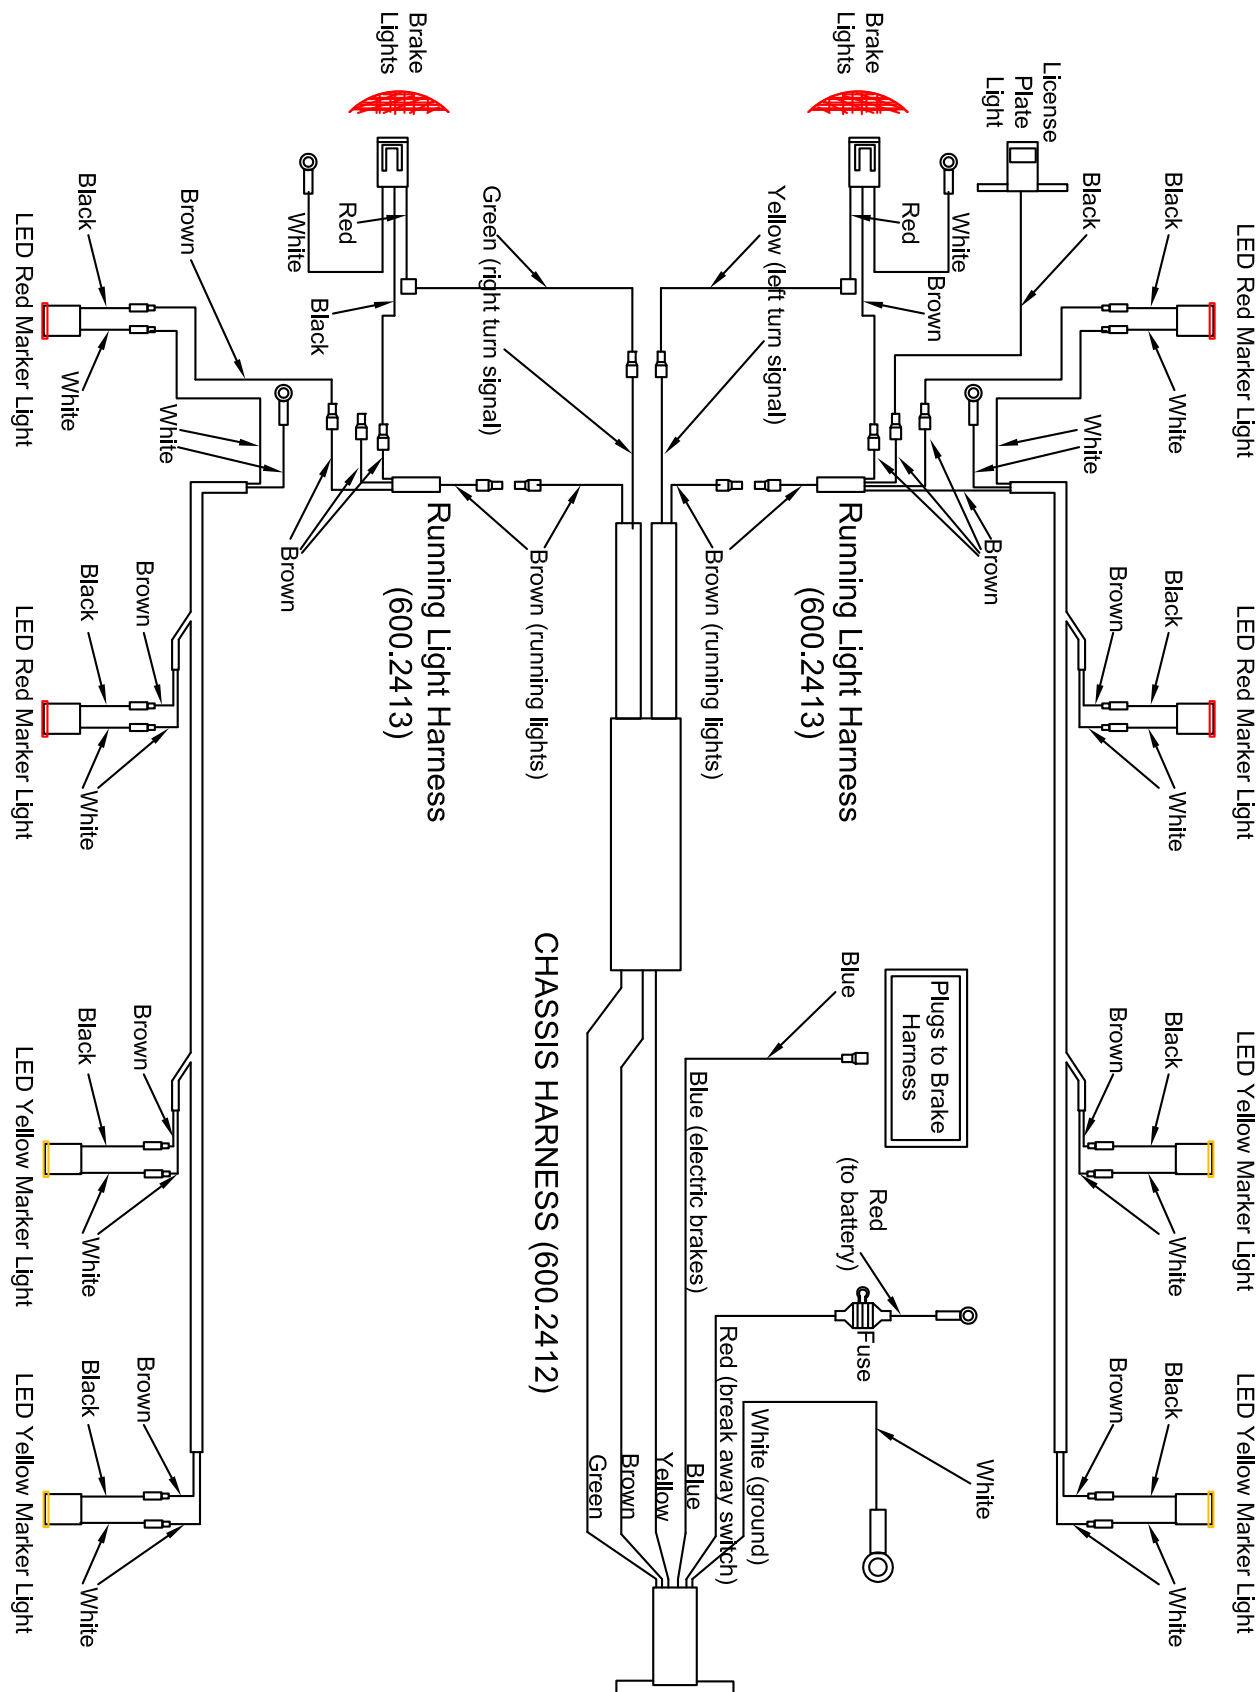 LED Red Marker Light
LED Red Marker Light
LED Yellow Marker Light
LED Yellow Marker Light
Black
White
Black
Brown
White
Black
Brown
White
Black
Brown
White
License
Plate
Light
Black
White
Brown
Brake
Lights
White
Red
Brown
Yellow (left turn signal)
Running Light Harness
(600.2413)
Brown (running lights)
Plugs to Brake
Harness
Blue
Blue (electric brakes)
Red
(to battery)
Fuse
Red (break away switch)
White
White (ground)
Blue
Yellow
Brown
Green
CHASSIS HARNESS (600.2412)
Brown (running lights)
Green (right turn signal)
Running Light Harness
(600.2413)
Brake
Lights
Red
White
Black
Brown
Brown
White
Black
White
Brown
Black
White
Brown
Black
White
Brown
Black
White
LED Red Marker Light
LED Red Marker Light
LED Yellow Marker Light
LED Yellow Marker Light